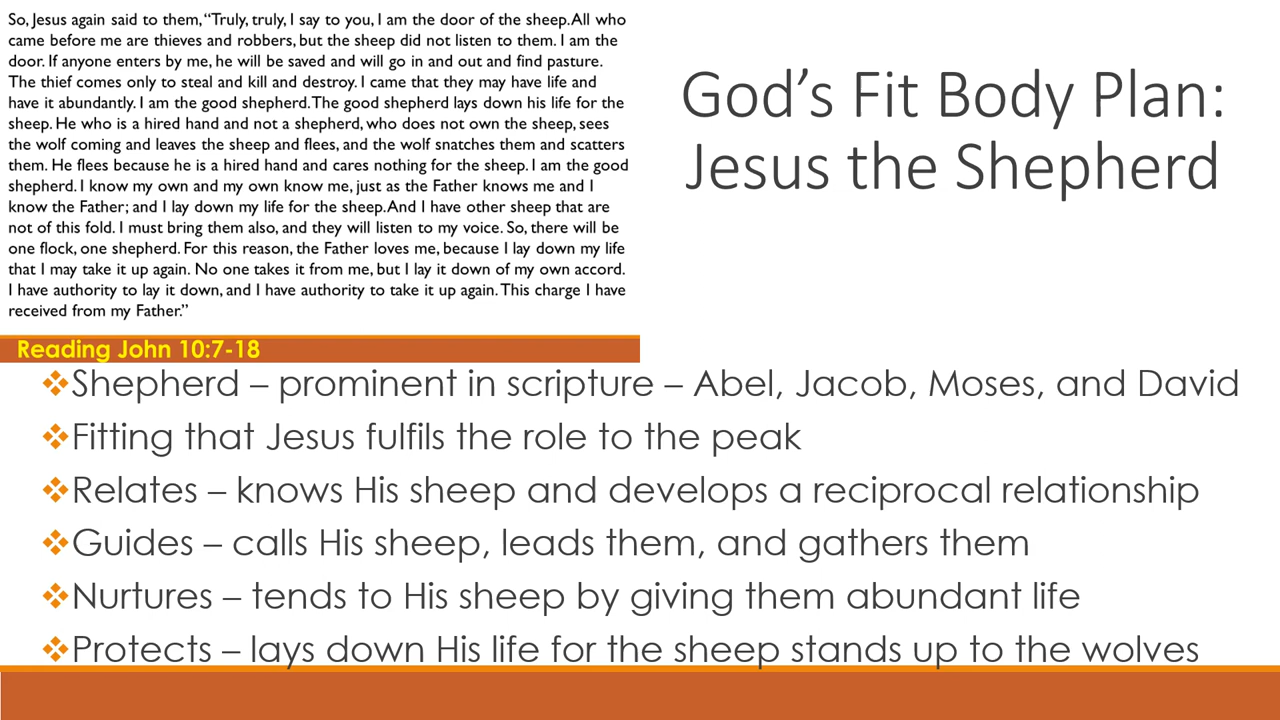 So, Jesus again said to them, “Truly, truly, I say to you, I am the door of the sheep. All who
came before me are thieves and robbers, but the sheep did not listen to them. I am the
door. If anyone enters by me, he will be saved and will go in and out and find pasture.
The thief comes only to steal and kill and destroy. I came that they may have life and
have it abundantly. I am the good shepherd. The good shepherd lays down his life for the
sheep. He who is a hired hand and not a shepherd, who does not own the sheep, sees
the wolf coming and leaves the sheep and flees, and the wolf snatches them and scatters
them. He flees because he is a hired hand and cares nothing for the sheep. I am the good
shepherd. I know my own and my own know me, just as the Father knows me and I
know the Father; and I lay down my life for the sheep. And I have other sheep that are
not of this fold. I must bring them also, and they will listen to my voice. So, there will be
one flock, one shepherd. For this reason, the Father loves me, because I lay down my life
that I may take it up again. No one takes it from me, but I lay it down of my own accord.
I have authority to lay it down, and I have authority to take it up again. This charge I have
received from my Father.”
God’s Fit Body Plan:
Jesus the Shepherd
Reading John 10:7-18
❖Shepherd – prominent in scripture – Abel, Jacob, Moses, and David
❖Fitting that Jesus fulfils the role to the peak
❖Relates – knows His sheep and develops a reciprocal relationship
❖Guides – calls His sheep, leads them, and gathers them
❖Nurtures – tends to His sheep by giving them abundant life
❖Protects – lays down His life for the sheep stands up to the wolves